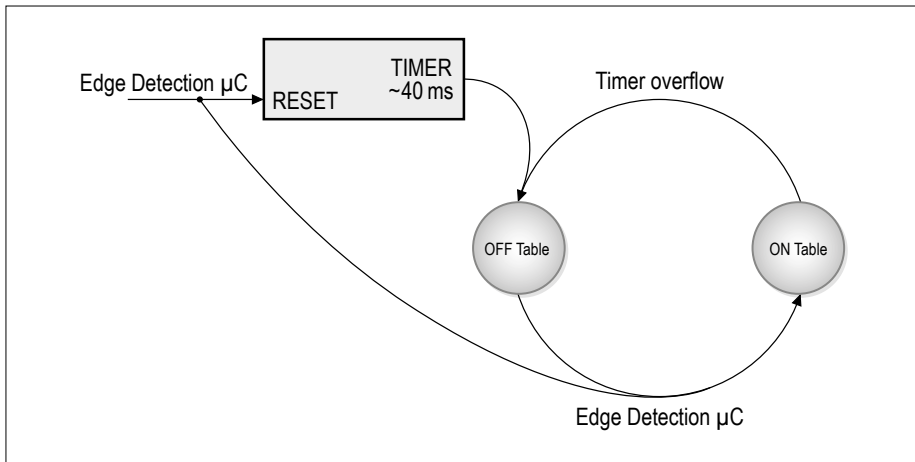 Edge Detection µC
TIMER
~40 ms
RESET
Timer overflow
OFF Table
ON Table
Edge Detection µC